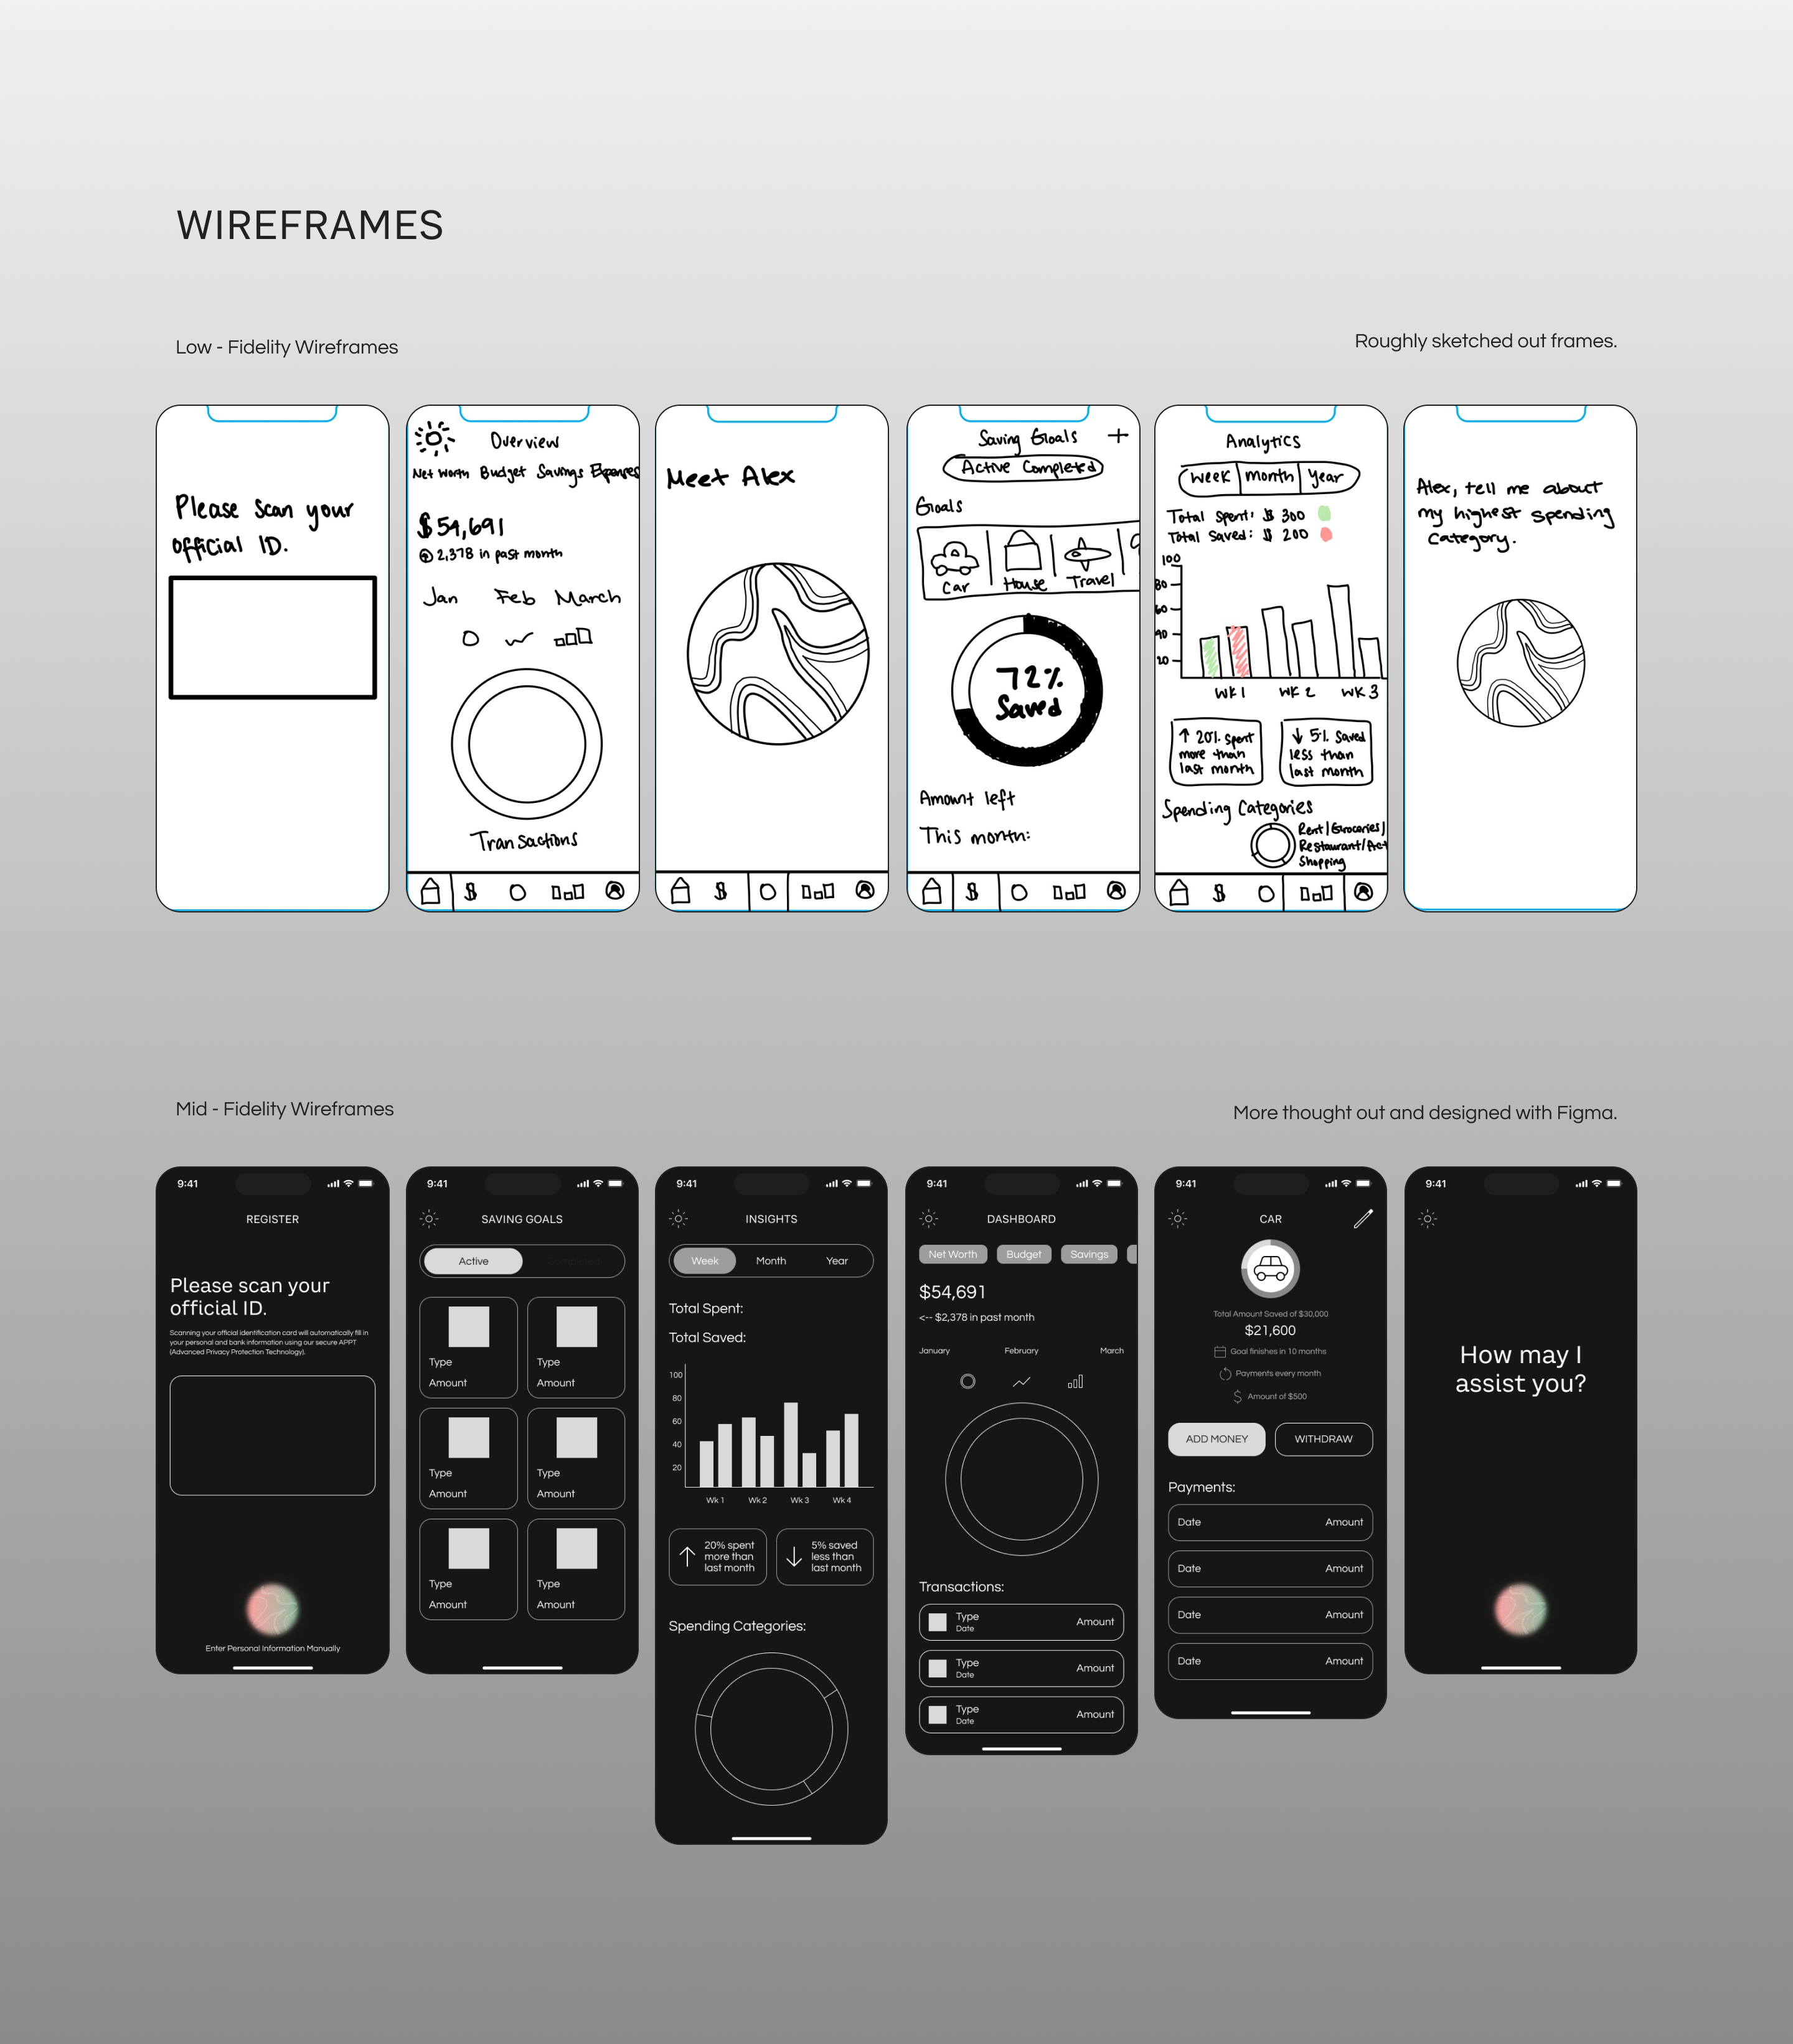 WIREFRAMES
Low - Fidelity Wireframes
Roughly sketched out frames.
Please scan your
official ID.
Overview
Net Worth Budget Savings Expenses
$54,691
2,378 in past month
Jan Feb March
Transactions
$
Meet Alex
$
Saving Goals +
Active Completed
Goals
Car House Travel
72%
Saved
Amount left
This month:
$
Analytics
Week Month Year
Total Spent: $ 300
Total Saved: $ 200
100
80
60
40
20
WK 1 WK 2 WK 3
↑ 20% spent
more than
last month
↓ 5% Saved
less than
last month
Spending Categories
Rent/Groceries/
Restaurant/Act
Shopping
$
Alex, tell me about
my highest spending
Category.
Mid - Fidelity Wireframes
More thought out and designed with Figma.
9:41
REGISTER
Please scan your
official ID.
Scanning your official identification card will automatically fill in
your personal and bank information using our secure APPT
(Advanced Privacy Protection Technology).
Enter Personal Information Manually
9:41
SAVING GOALS
Active Completed
Type
Amount
Type
Amount
Type
Amount
Type
Amount
Type
Amount
Type
Amount
9:41
INSIGHTS
Week Month Year
Total Spent:
Total Saved:
100
80
60
40
20
Wk 1 Wk 2 Wk 3 Wk 4
↑ 20% spent
more than
last month
↓ 5% saved
less than
last month
Spending Categories:
9:41
DASHBOARD
Net Worth Budget Savings
$54,691
<-- $2,378 in past month
January February March
Transactions:
Type Amount
Date
Type Amount
Date
Type Amount
Date
9:41
CAR
Total Amount Saved of $30,000
$21,600
Goal finishes in 10 months
Payments every month
$ Amount of $500
ADD MONEY WITHDRAW
Payments:
Date Amount
Date Amount
Date Amount
Date Amount
9:41
How may I
assist you?